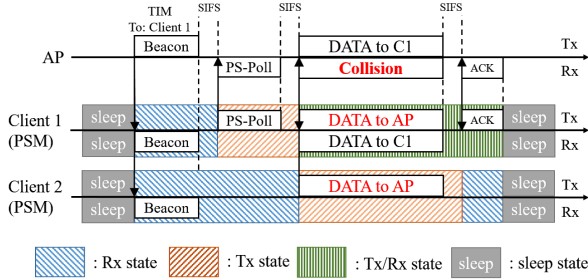 TIM
To: Client 1
SIFS
SIFS
SIFS
AP
Beacon
DATA to C1
Tx
PS-Poll
Collision
ACK
Rx
Client 1
(PSM)
sleep
PS-Poll
DATA to AP
ACK
sleep
Tx
sleep
Beacon
DATA to C1
sleep
Rx
Client 2
(PSM)
sleep
DATA to AP
sleep
Tx
sleep
Beacon
sleep
Rx
: Rx state
: Tx state
: Tx/Rx state
sleep
: sleep state